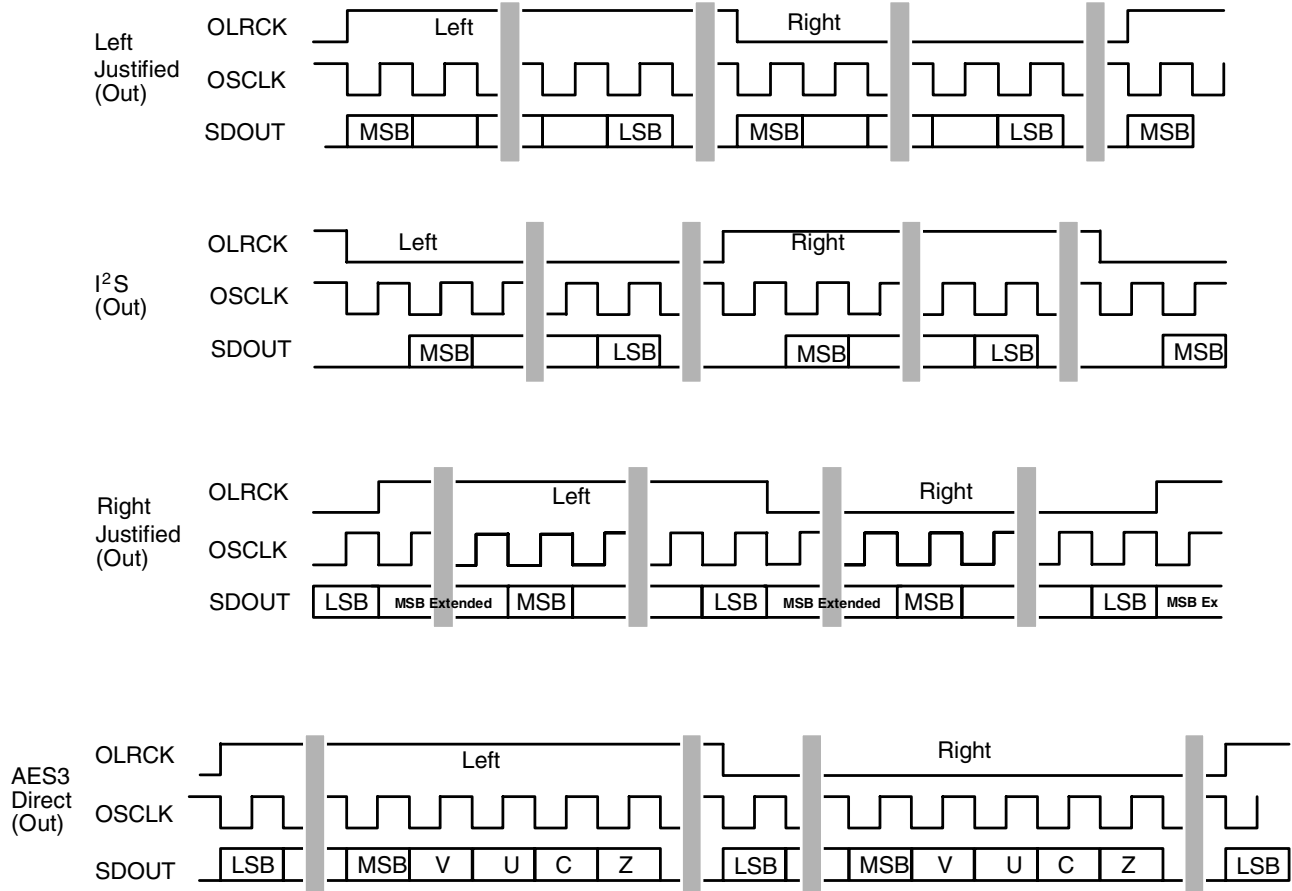 Left
Justified
(Out)
OLRCK Left Right
OSCLK
SDOUT MSB LSB MSB LSB MSB
I²S
(Out)
OLRCK Left Right
OSCLK
SDOUT MSB LSB MSB LSB MSB
Right
Justified
(Out)
OLRCK Left Right
OSCLK
SDOUT LSB MSB Extended MSB LSB MSB Extended MSB LSB MSB Ex
AES3
Direct
(Out)
OLRCK Left Right
OSCLK
SDOUT LSB MSB V U C Z LSB MSB V U C Z LSB